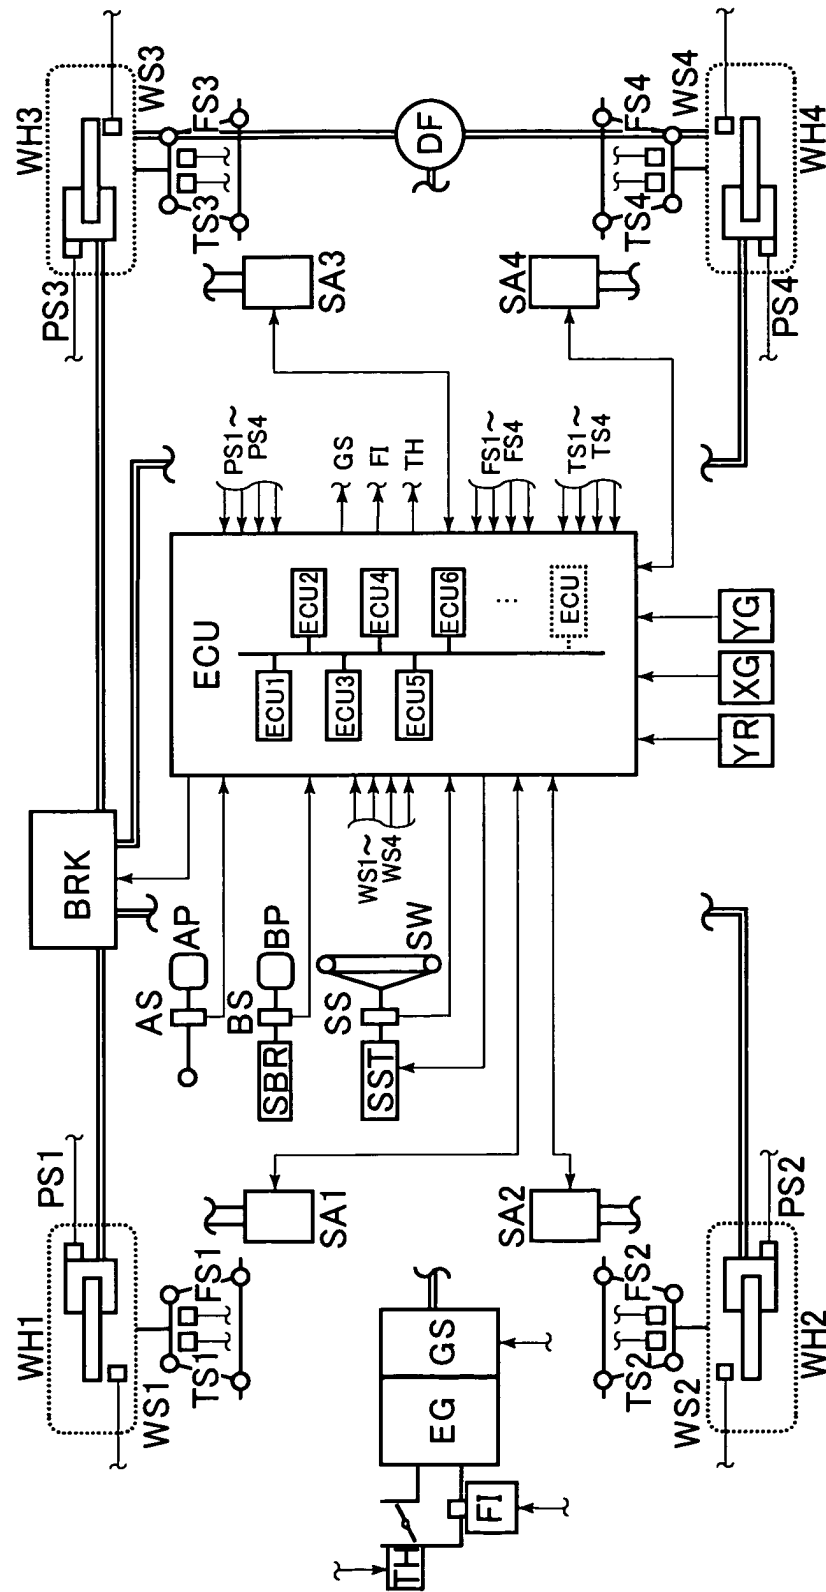 WH1
PS1
WS1
TS1
FS1
SA1
BRK
AS
AP
BS
BP
SBR
SS
SW
SST
WS1~
WS4
WH3
PS3
WS3
TS3
FS3
SA3
PS1~
PS4
GS
FI
TH
FS1~
FS4
TS1~
TS4
ECU
ECU1
ECU2
ECU3
ECU4
ECU5
ECU6
...
ECU
YR
XG
YG
DF
TH
FI
EG
GS
SA2
TS2
FS2
WS2
PS2
WH2
SA4
TS4
FS4
WS4
PS4
WH4